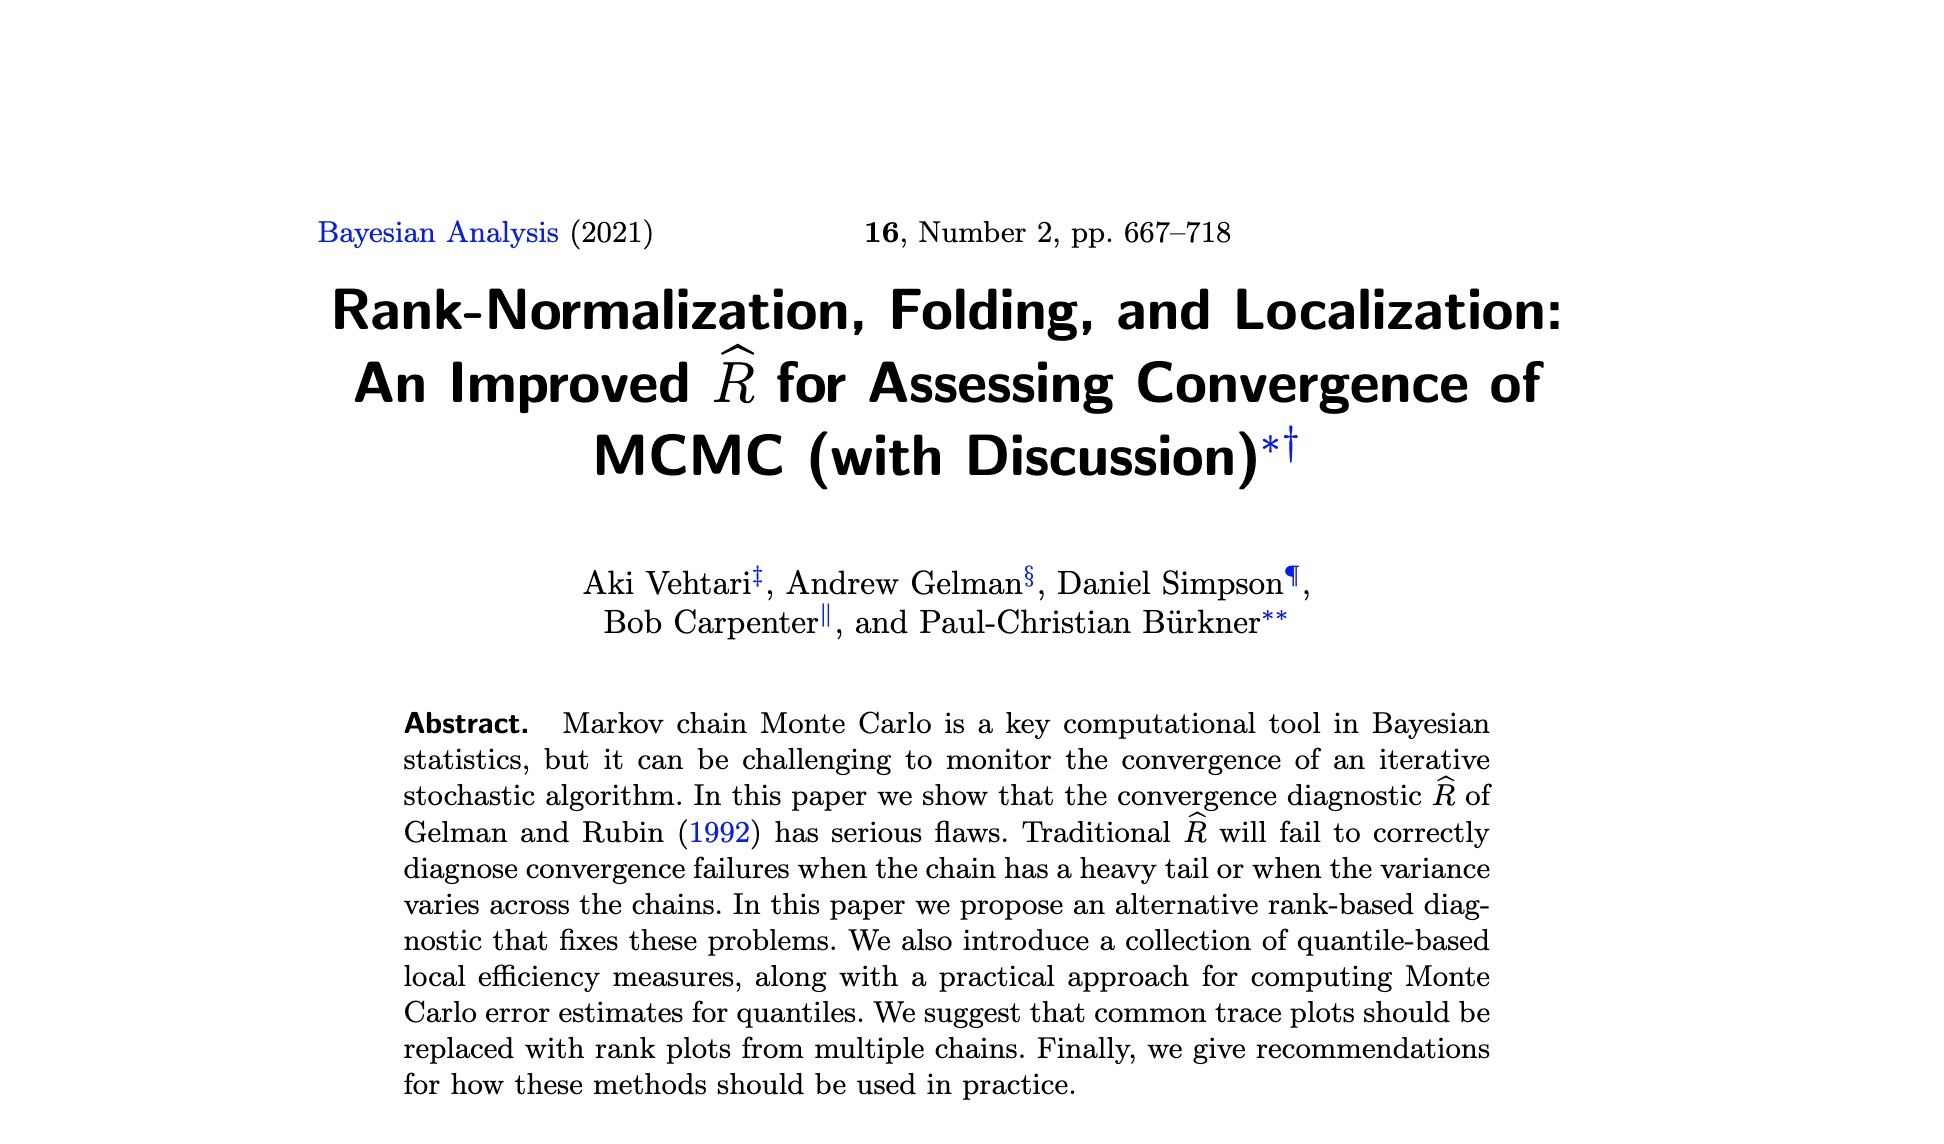 Bayesian Analysis (2021) 16, Number 2, pp. 667–718
Rank-Normalization, Folding, and Localization:
An Improved R̂ for Assessing Convergence of
MCMC (with Discussion)*†
Aki Vehtari‡, Andrew Gelman§, Daniel Simpson¶,
Bob Carpenter‖, and Paul-Christian Bürkner**
Abstract. Markov chain Monte Carlo is a key computational tool in Bayesian
statistics, but it can be challenging to monitor the convergence of an iterative
stochastic algorithm. In this paper we show that the convergence diagnostic R̂ of
Gelman and Rubin (1992) has serious flaws. Traditional R̂ will fail to correctly
diagnose convergence failures when the chain has a heavy tail or when the variance
varies across the chains. In this paper we propose an alternative rank-based diag-
nostic that fixes these problems. We also introduce a collection of quantile-based
local efficiency measures, along with a practical approach for computing Monte
Carlo error estimates for quantiles. We suggest that common trace plots should be
replaced with rank plots from multiple chains. Finally, we give recommendations
for how these methods should be used in practice.